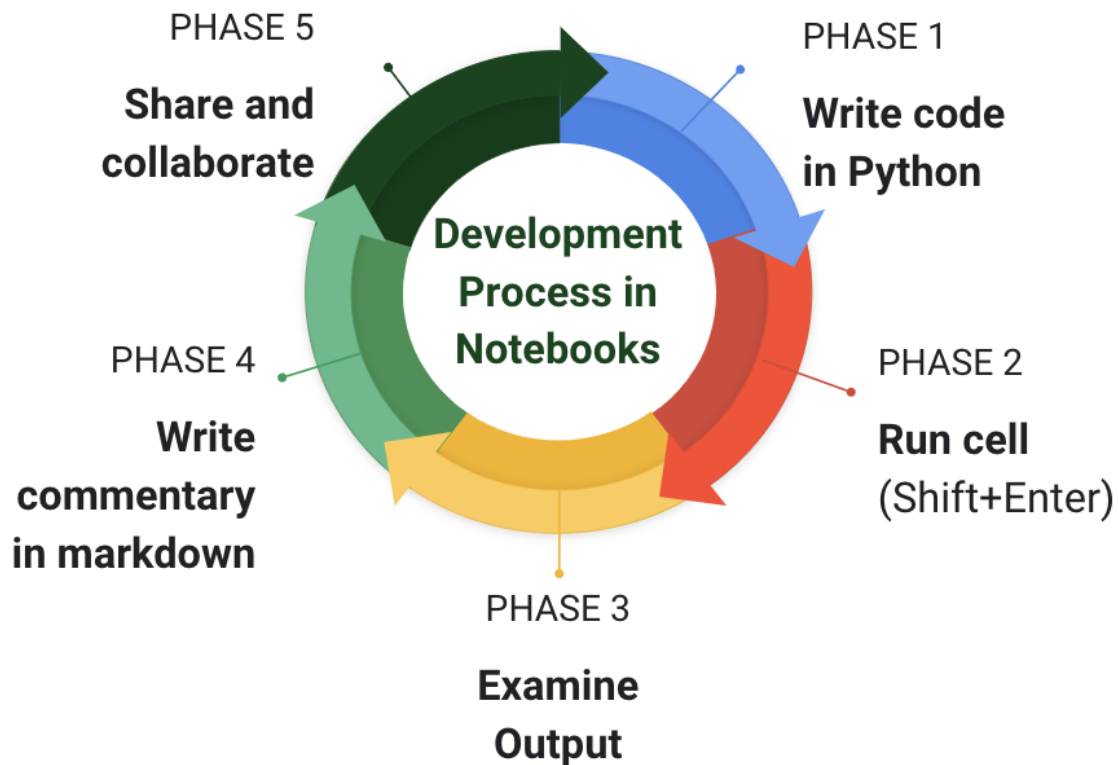 PHASE 5
Share and
collaborate
PHASE 1
Write code
in Python
Development
Process in
Notebooks
PHASE 4
Write
commentary
in markdown
PHASE 2
Run cell
(Shift+Enter)
PHASE 3
Examine
Output